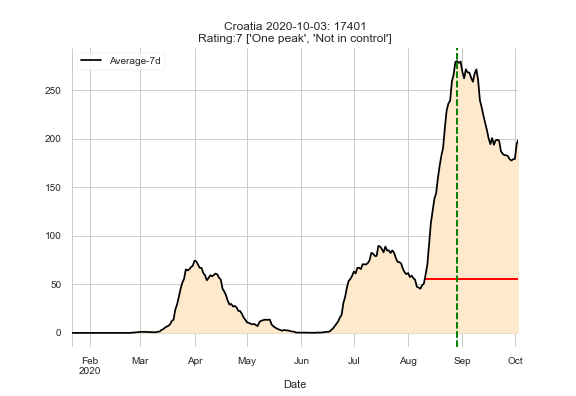 Croatia 2020-10-03: 17401
Rating:7 ['One peak', 'Not in control']
Average-7d
250
200
150
100
50
0
Feb
2020
Mar
Apr
May
Jun
Jul
Aug
Sep
Oct
Date